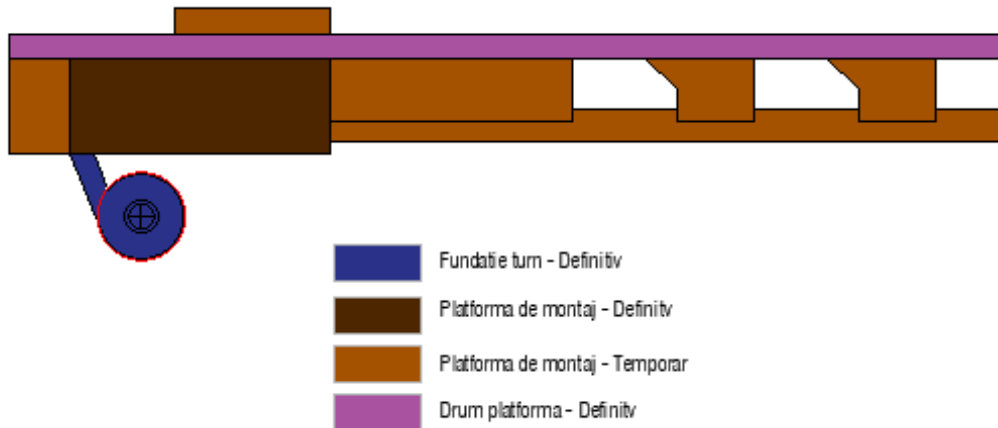 Fundatie turn - Definitiv
Platforma de montaj - Definitv
Platforma de montaj - Temporar
Drum platforma - Definitv